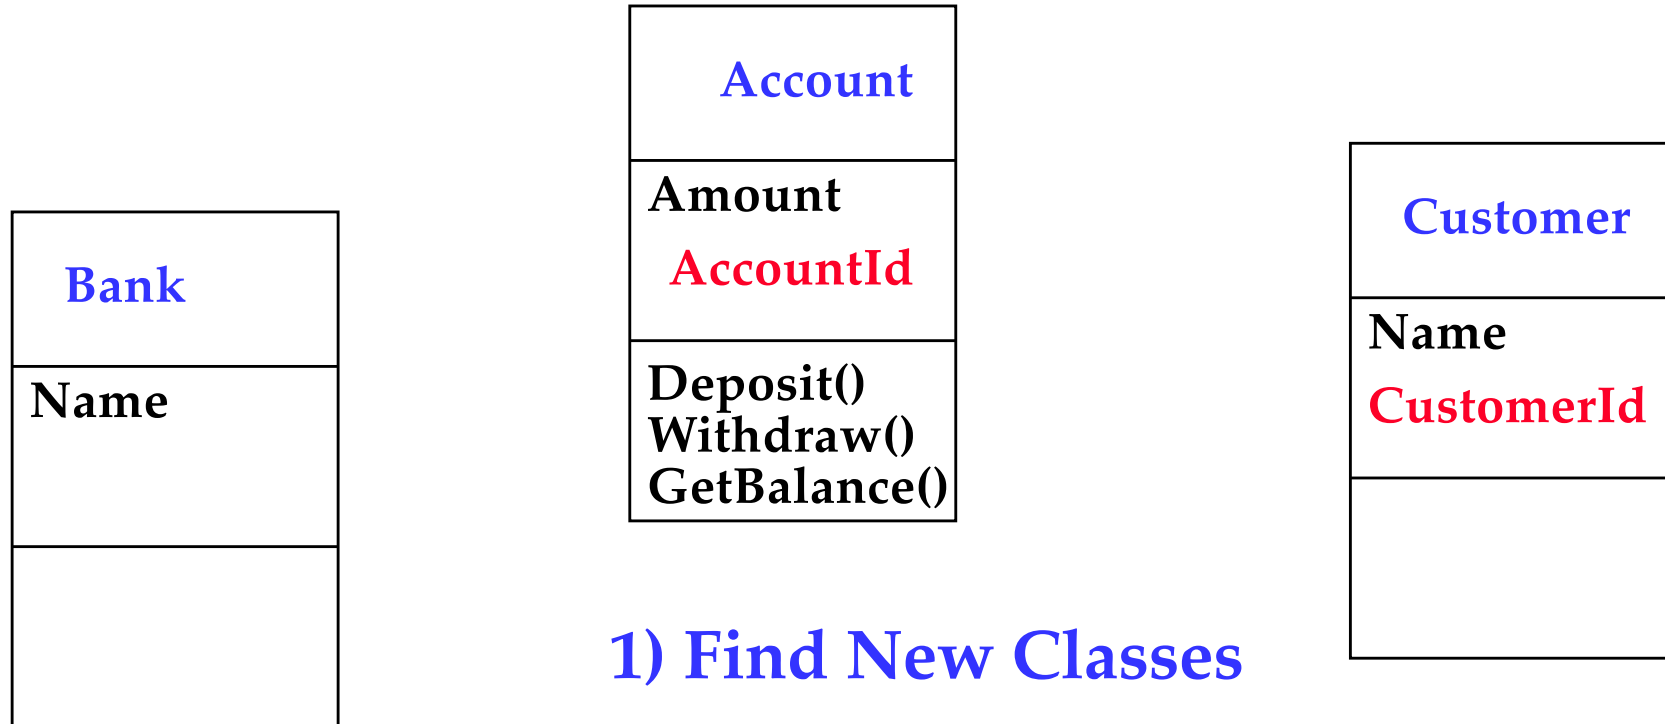 Bank
Name
Account
Amount
AccountId
Deposit()
Withdraw()
GetBalance()
Customer
Name
CustomerId
1) Find New Classes